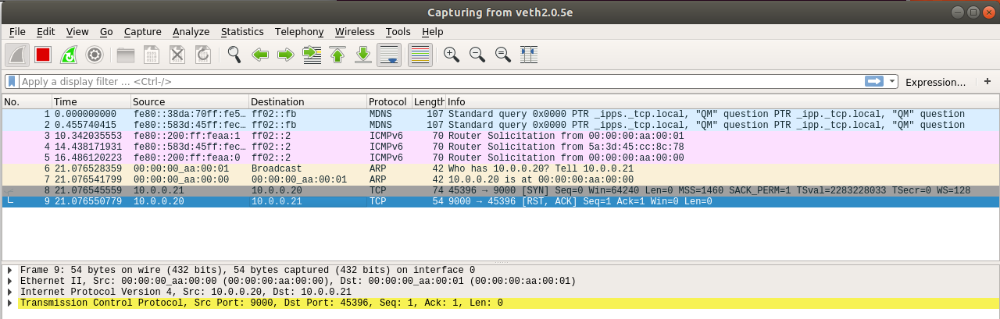 Capturing from veth2.0.5e
File Edit View Go Capture Analyze Statistics Telephony Wireless Tools Help
Apply a display filter … <Ctrl-/> Expression… +
No. Time Source Destination Protocol Length Info
1 0.000000000 fe80::38da:70ff:fe5… ff02::fb MDNS 107 Standard query 0x0000 PTR _ipps._tcp.local, "QM" question PTR _ipp._tcp.local, "QM" question
2 0.455740415 fe80::583d:45ff:fec… ff02::fb MDNS 107 Standard query 0x0000 PTR _ipps._tcp.local, "QM" question PTR _ipp._tcp.local, "QM" question
3 10.342035553 fe80::200:ff:feaa:1 ff02::2 ICMPv6 70 Router Solicitation from 00:00:00:aa:00:01
4 14.438171931 fe80::583d:45ff:fec… ff02::2 ICMPv6 70 Router Solicitation from 5a:3d:45:cc:8c:78
5 16.486120223 fe80::200:ff:feaa:0 ff02::2 ICMPv6 70 Router Solicitation from 00:00:00:aa:00:00
6 21.076528359 00:00:00_aa:00:01 Broadcast ARP 42 Who has 10.0.0.20? Tell 10.0.0.21
7 21.076541799 00:00:00_aa:00:00 00:00:00_aa:00:01 ARP 42 10.0.0.20 is at 00:00:00:aa:00:00
8 21.076545559 10.0.0.21 10.0.0.20 TCP 74 45396 → 9000 [SYN] Seq=0 Win=64240 Len=0 MSS=1460 SACK_PERM=1 TSval=2283228033 TSecr=0 WS=128
9 21.076550779 10.0.0.20 10.0.0.21 TCP 54 9000 → 45396 [RST, ACK] Seq=1 Ack=1 Win=0 Len=0
Frame 9: 54 bytes on wire (432 bits), 54 bytes captured (432 bits) on interface 0
Ethernet II, Src: 00:00:00_aa:00:00 (00:00:00:aa:00:00), Dst: 00:00:00_aa:00:01 (00:00:00:aa:00:01)
Internet Protocol Version 4, Src: 10.0.0.20, Dst: 10.0.0.21
Transmission Control Protocol, Src Port: 9000, Dst Port: 45396, Seq: 1, Ack: 1, Len: 0